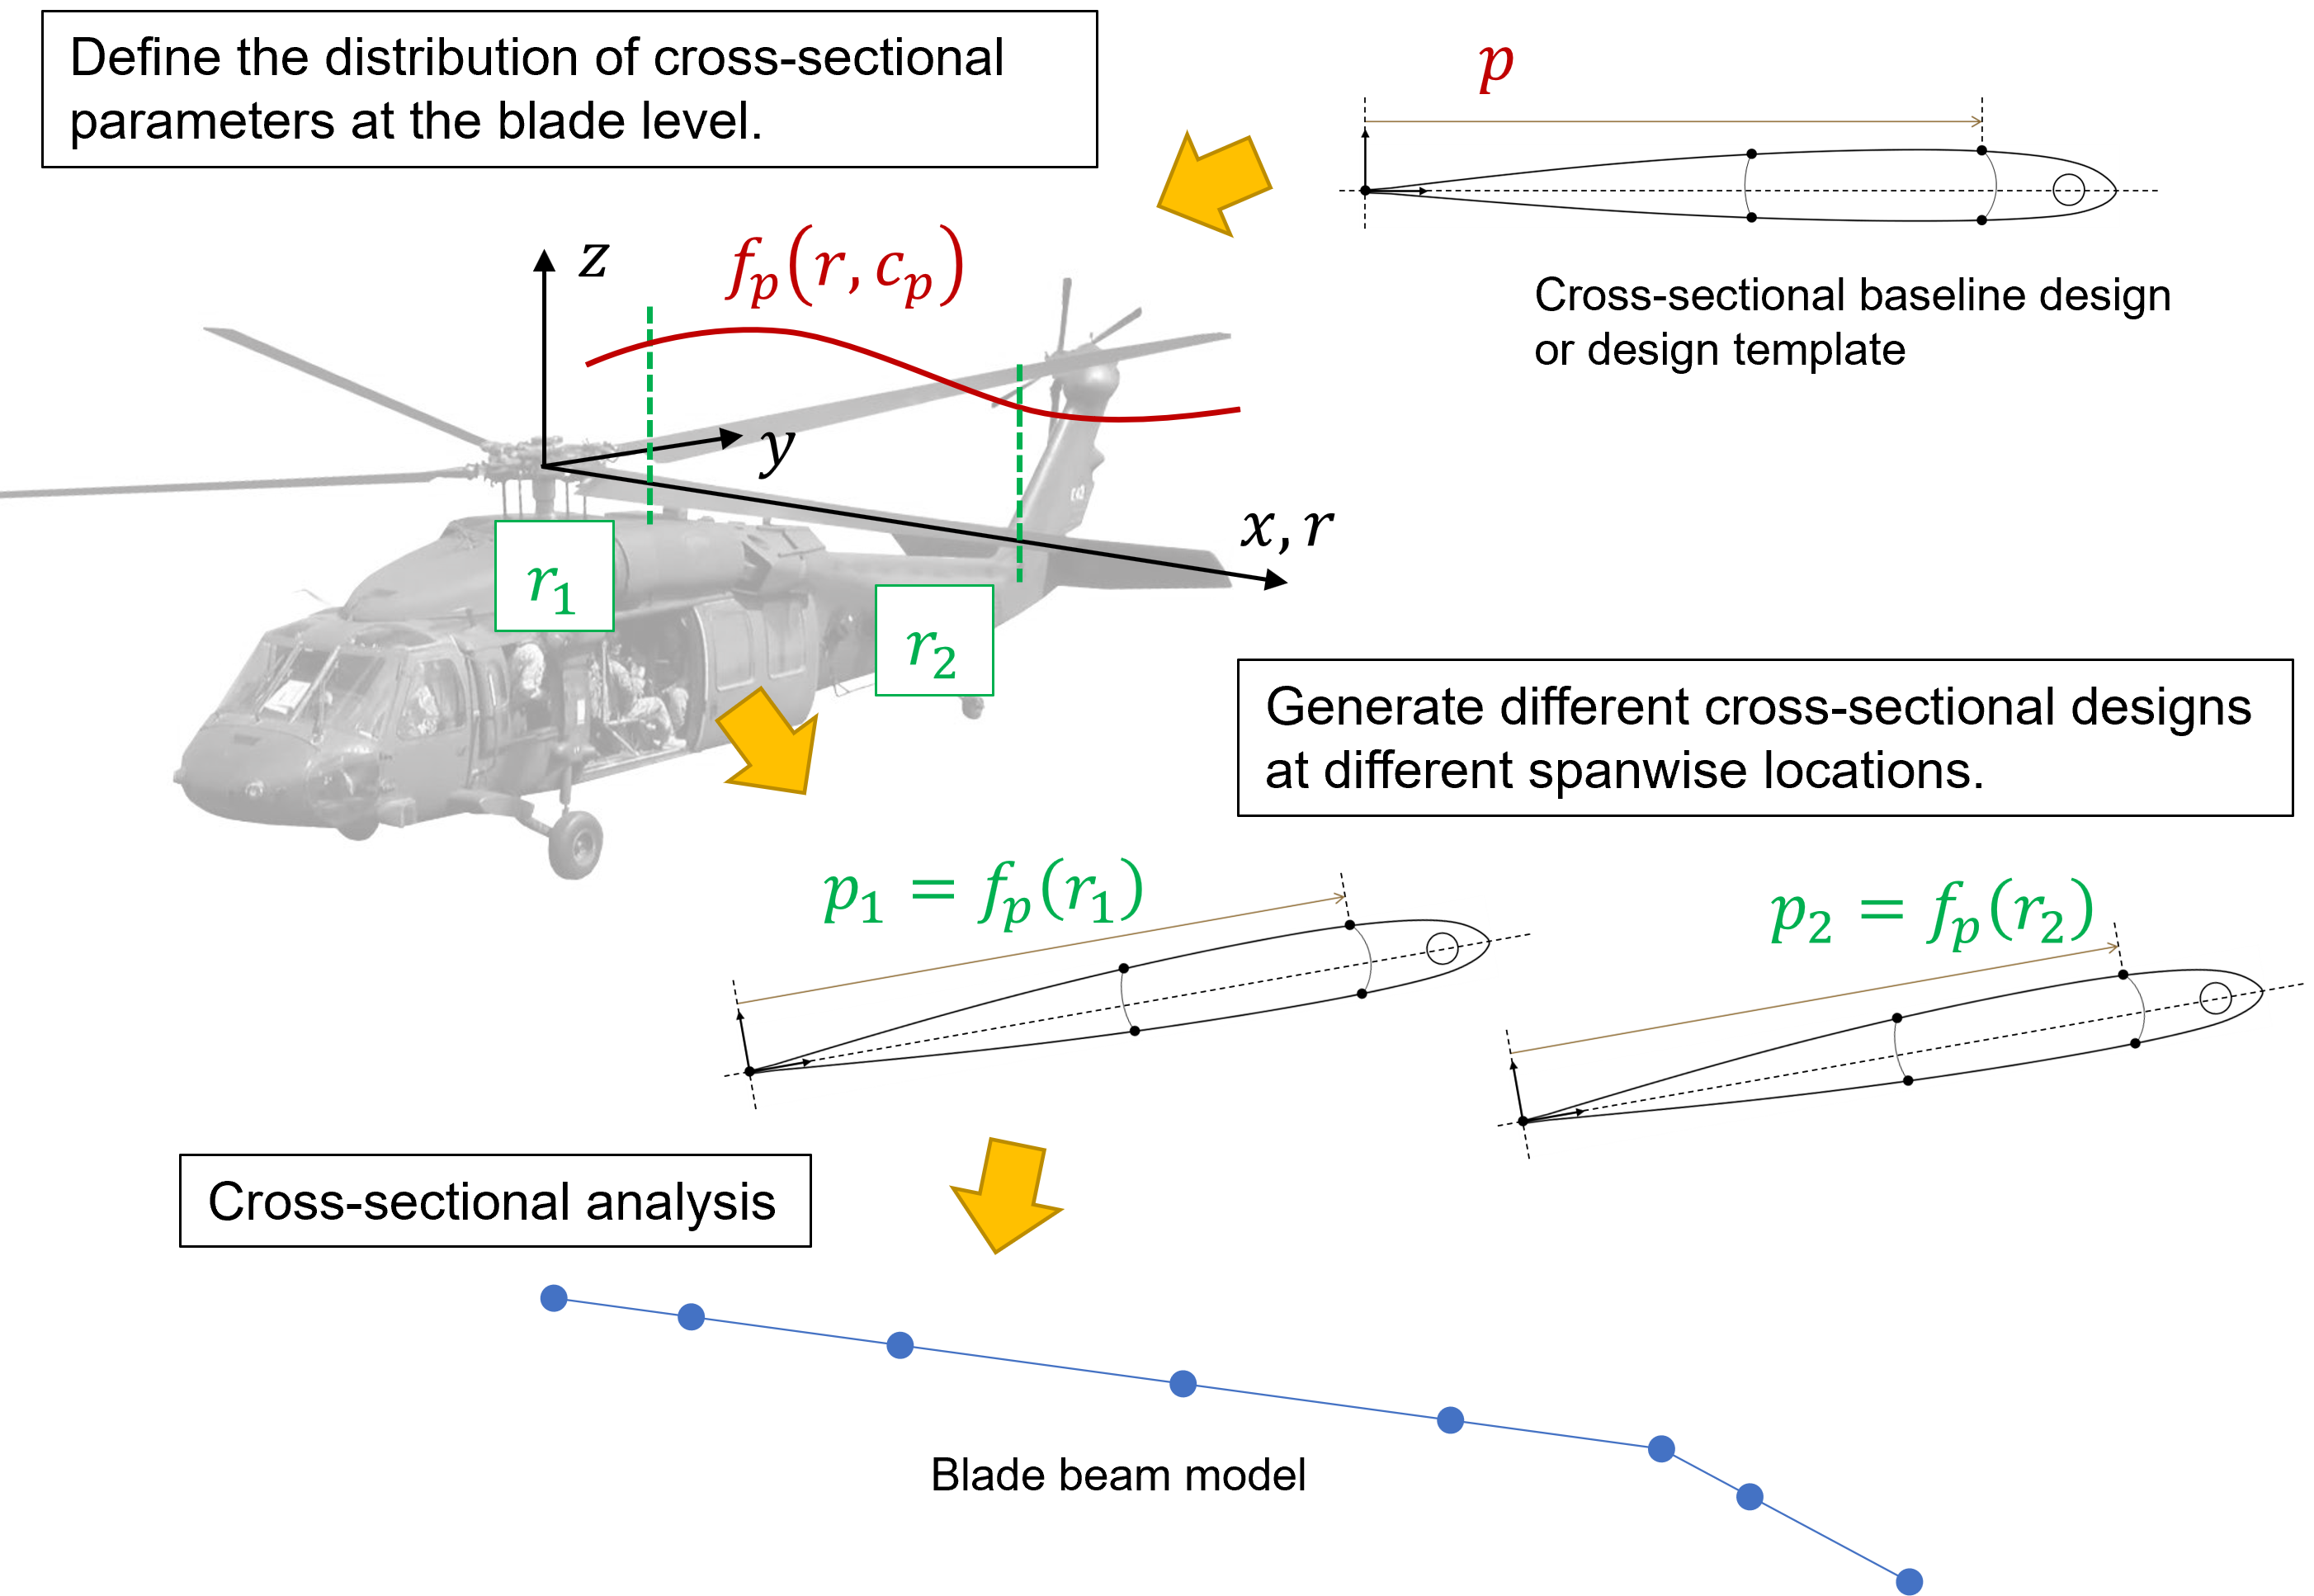 Define the distribution of cross-sectional
parameters at the blade level.
p
Cross-sectional baseline design
or design template
z
f_p(r, c_p)
y
x, r
r_1
r_2
Generate different cross-sectional designs
at different spanwise locations.
p_1 = f_p(r_1)
p_2 = f_p(r_2)
Cross-sectional analysis
Blade beam model